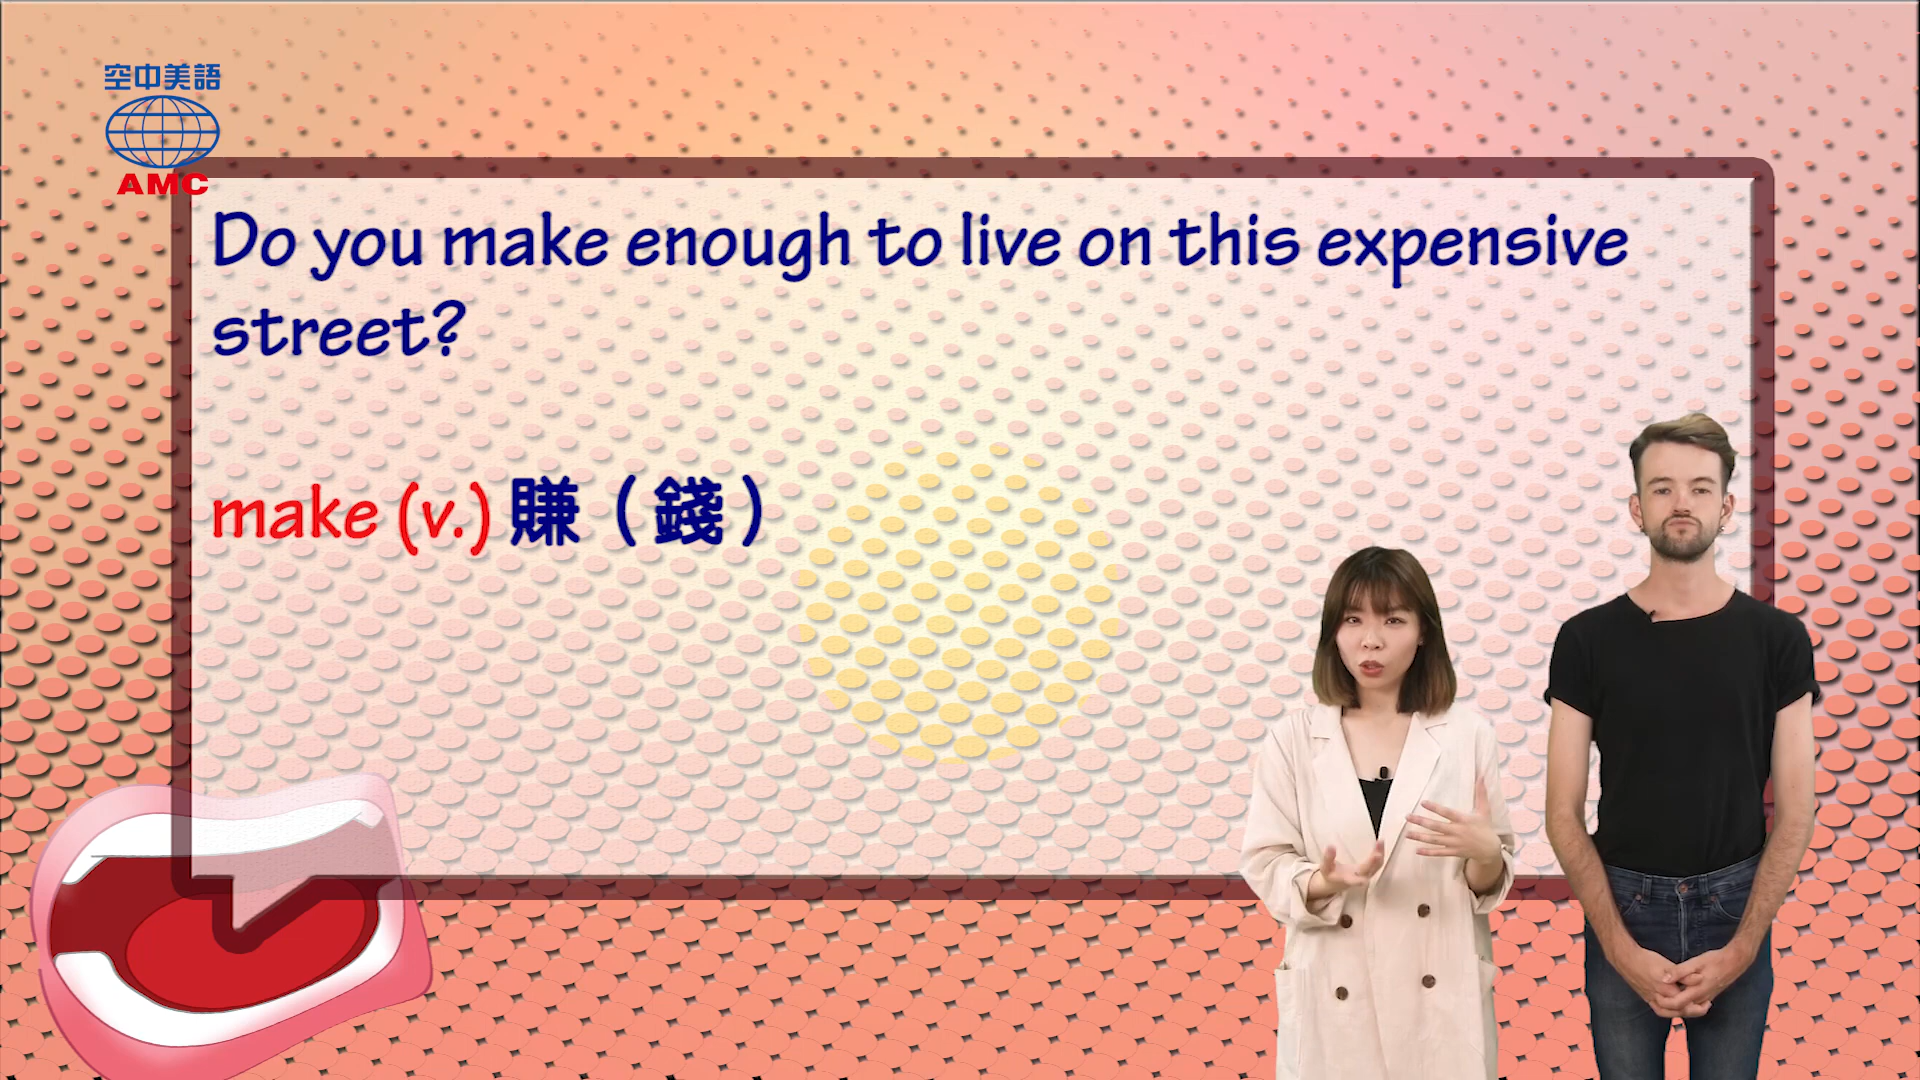 空中美語
AMC
Do you make enough to live on this expensive
street?
make (v.) 賺（錢）